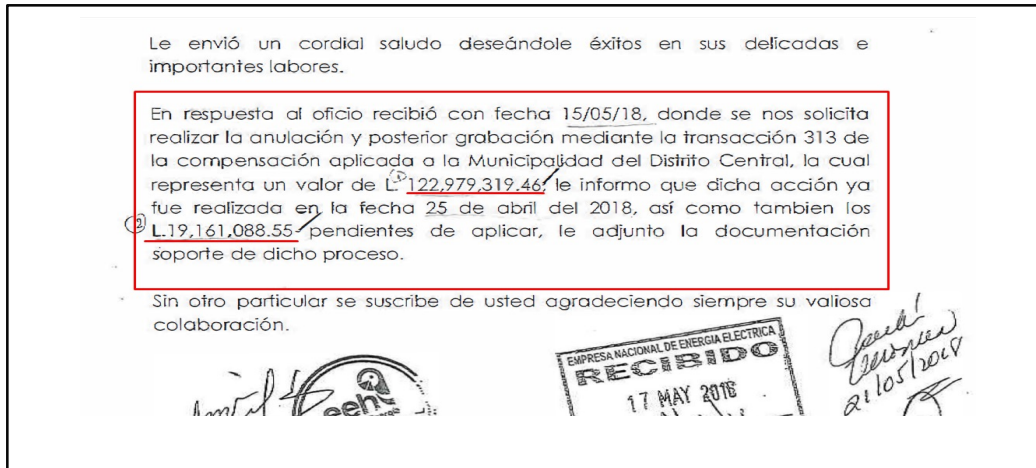 Le envió un cordial saludo deseándole éxitos en sus delicadas e
importantes labores.
En respuesta al oficio recibió con fecha 15/05/18, donde se nos solicita
realizar la anulación y posterior grabación mediante la transacción 313 de
la compensación aplicada a la Municipalidad del Distrito Central, la cual
representa un valor de L. 122,979,319.46, le informo que dicha acción ya
fue realizada en la fecha 25 de abril del 2018, así como tambien los
2 L.19,161,088.55 pendientes de aplicar, le adjunto la documentación
soporte de dicho proceso.
Sin otro particular se suscribe de usted agradeciendo siempre su valiosa
colaboración.
EMPRESA NACIONAL DE ENERGIA ELECTRICA
RECIBIDO
17 MAY 2018
21/05/2018
eeh